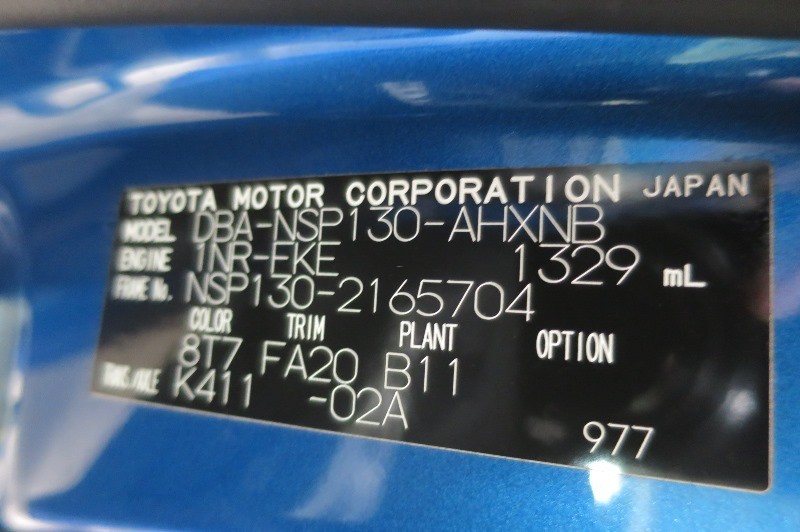 TOYOTA MOTOR CORPORATION JAPAN
MODEL DBA-NSP130-AHXNB
ENGINE 1NR-FKE 1329 mL
FRAME No. NSP130-2165704
COLOR TRIM PLANT OPTION
8T7 FA20 B11
TRANS./AXLE K411 -02A
977